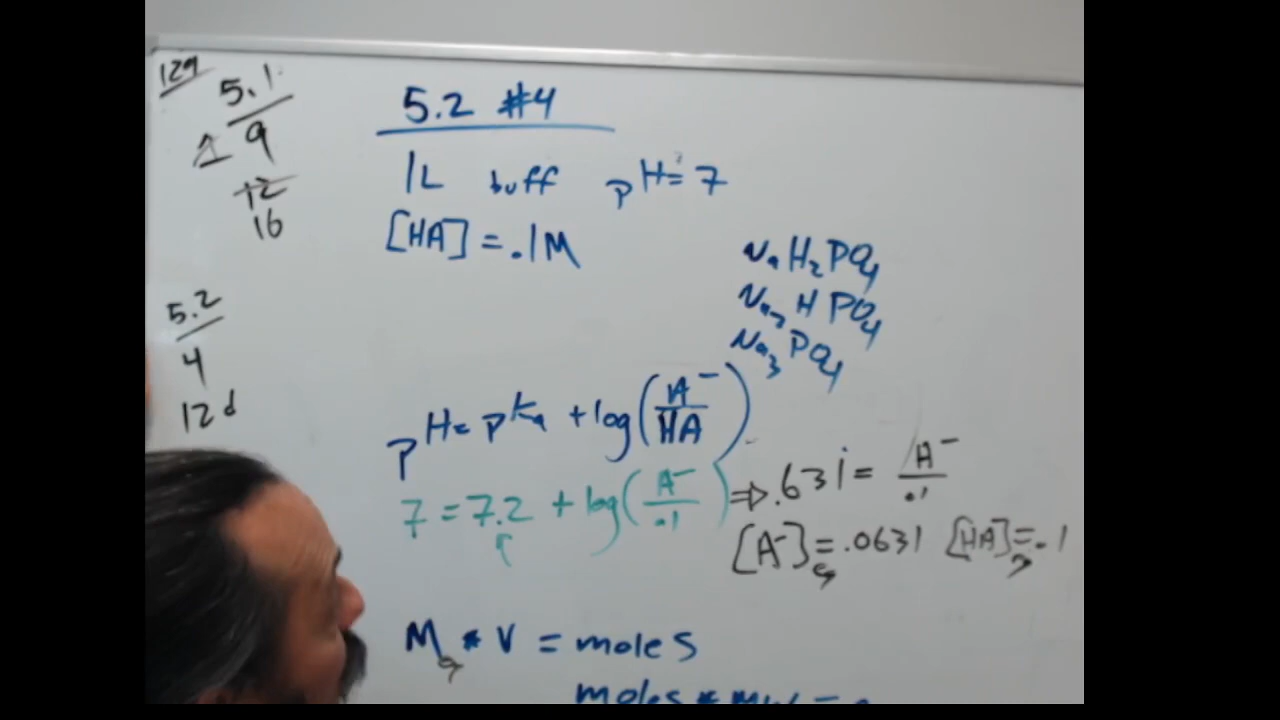 129
5.1
9
12
16
5.2
4
12d
5.2 #4
1L buff pH=7
[HA] = .1M
NaH2PO4
Na2HPO4
Na3PO4
pH= pKa + log(A-/HA)
7 = 7.2 + log(A-/.1) ⇒ .631 = A-/.1
[A-] = .0631 [HA] = .1
M * V = moles